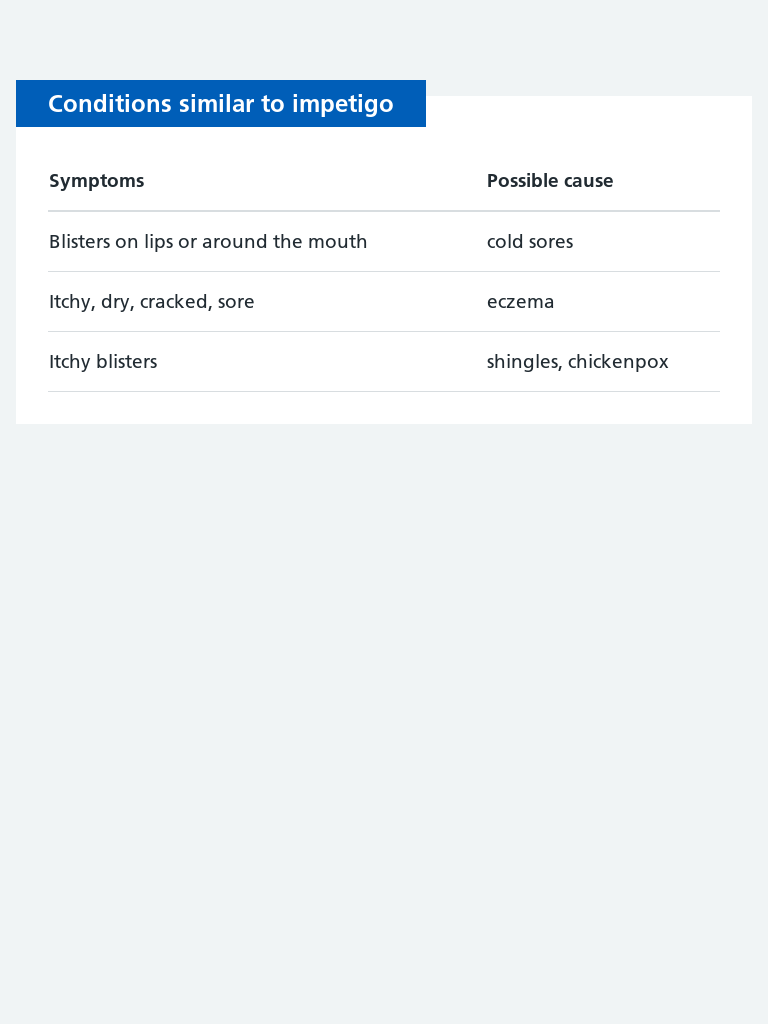 Conditions similar to impetigo
Symptoms Possible cause
Blisters on lips or around the mouth cold sores
Itchy, dry, cracked, sore eczema
Itchy blisters shingles, chickenpox